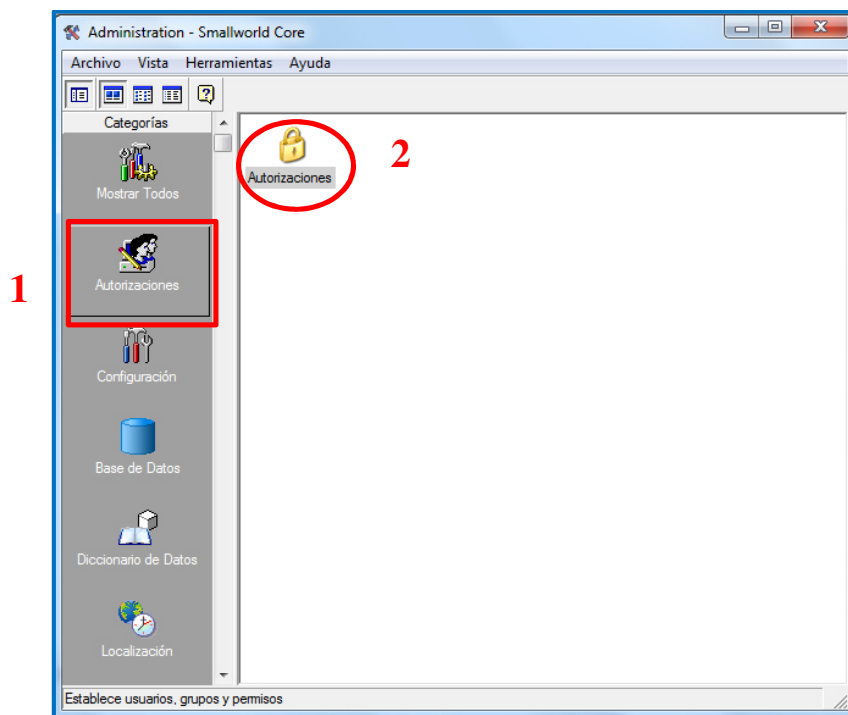 Administration - Smallworld Core
Archivo Vista Herramientas Ayuda
Categorías
Mostrar Todos
Autorizaciones
Configuración
Base de Datos
Diccionario de Datos
Localización
Autorizaciones
1
2
Establece usuarios, grupos y permisos